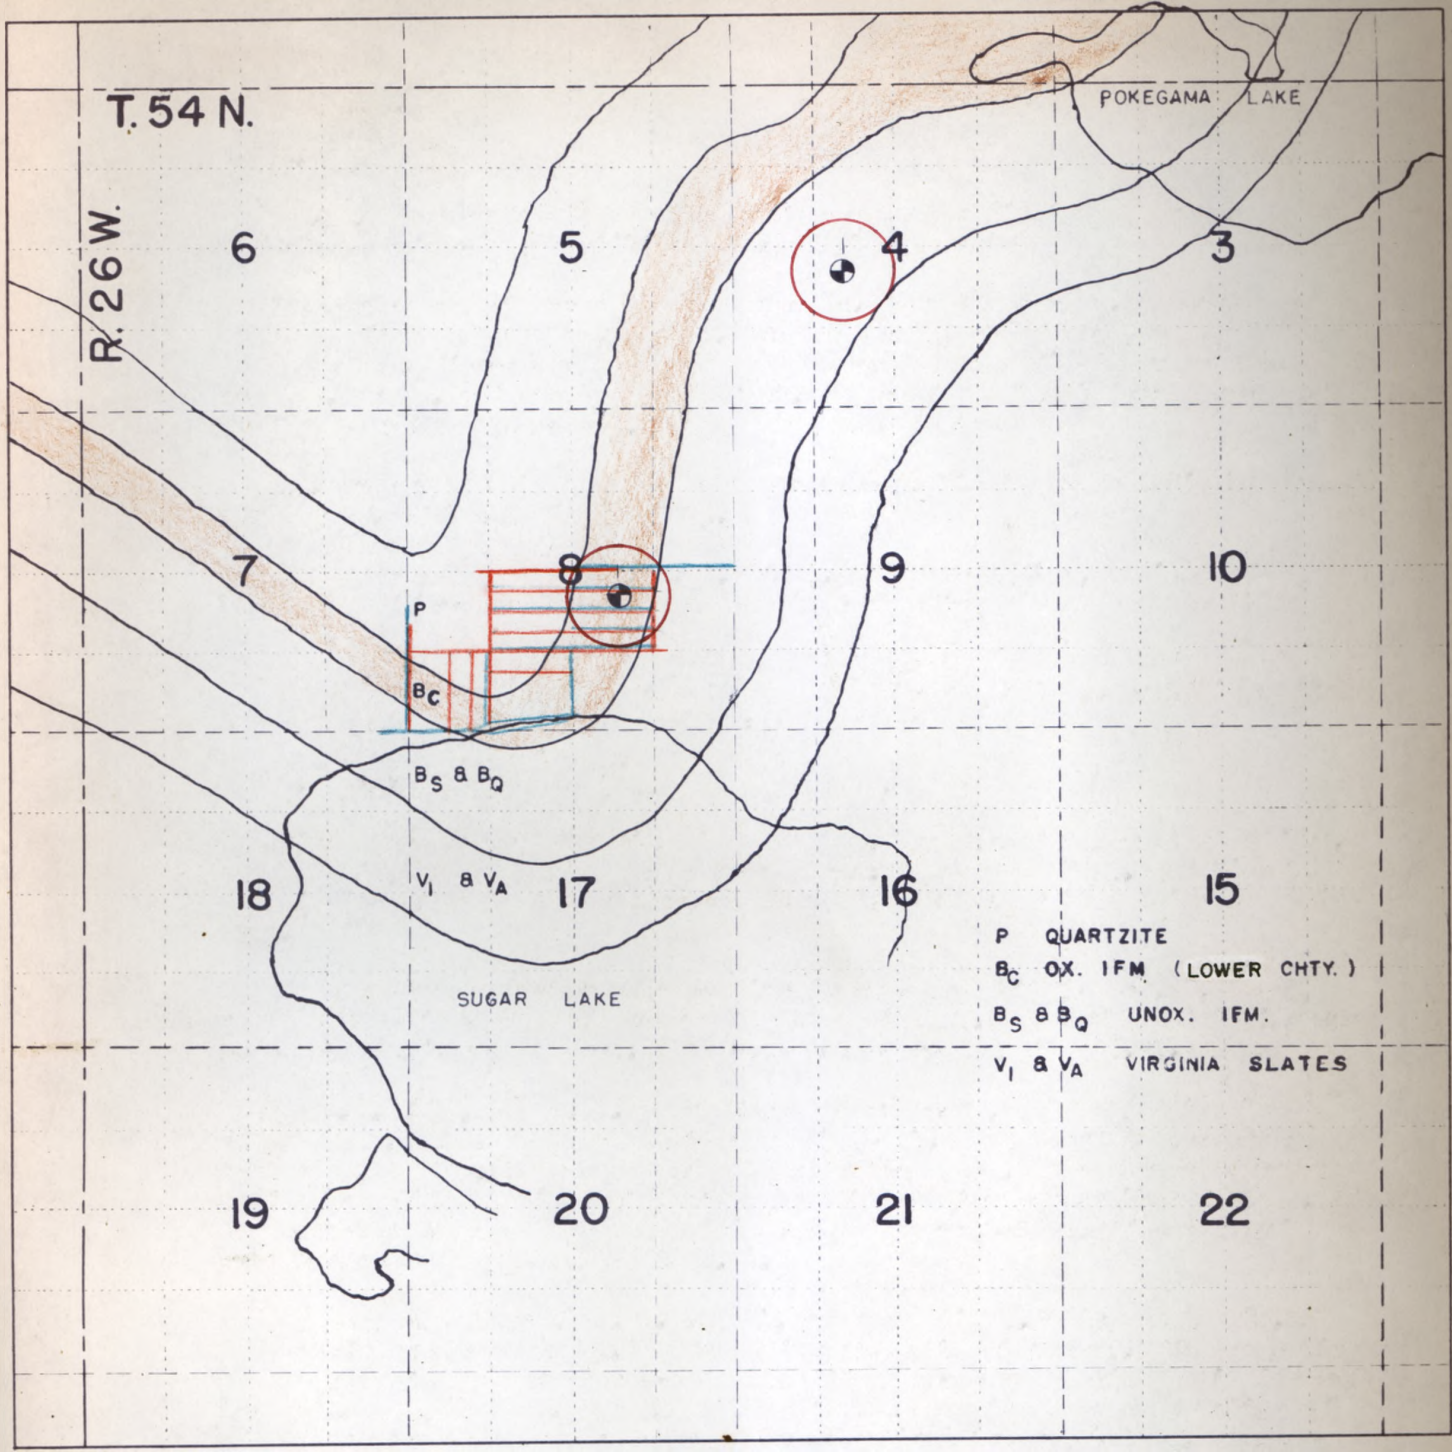 T. 54 N.
POKEGAMA LAKE
R. 26 W.
6
5
4
3
7
8
9
10
P
BC
BS & BQ
18
VI & VA
17
16
15
P QUARTZITE
BC OX. IFM (LOWER CHTY.)
BS & BQ UNOX. IFM.
VI & VA VIRGINIA SLATES
SUGAR LAKE
19
20
21
22